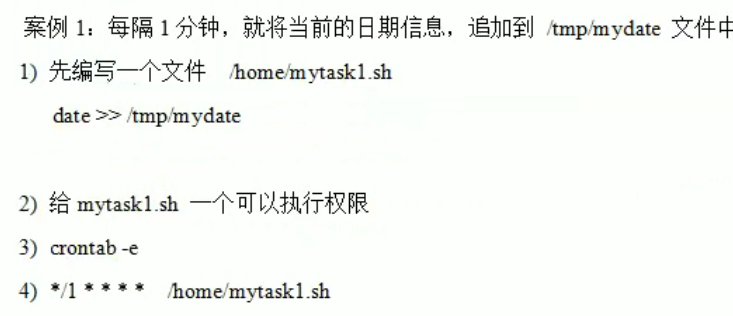 案例 1：每隔 1 分钟，就将当前的日期信息，追加到 /tmp/mydate 文件中
1) 先编写一个文件 /home/mytask1.sh
date >> /tmp/mydate
2) 给 mytask1.sh 一个可以执行权限
3) crontab -e
4) */1 * * * * /home/mytask1.sh